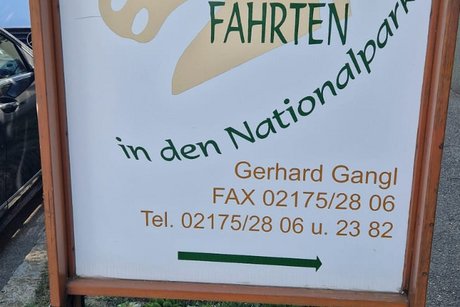 FAHRTEN
in den Nationalpark
Gerhard Gangl
FAX 02175/28 06
Tel. 02175/28 06 u. 23 82